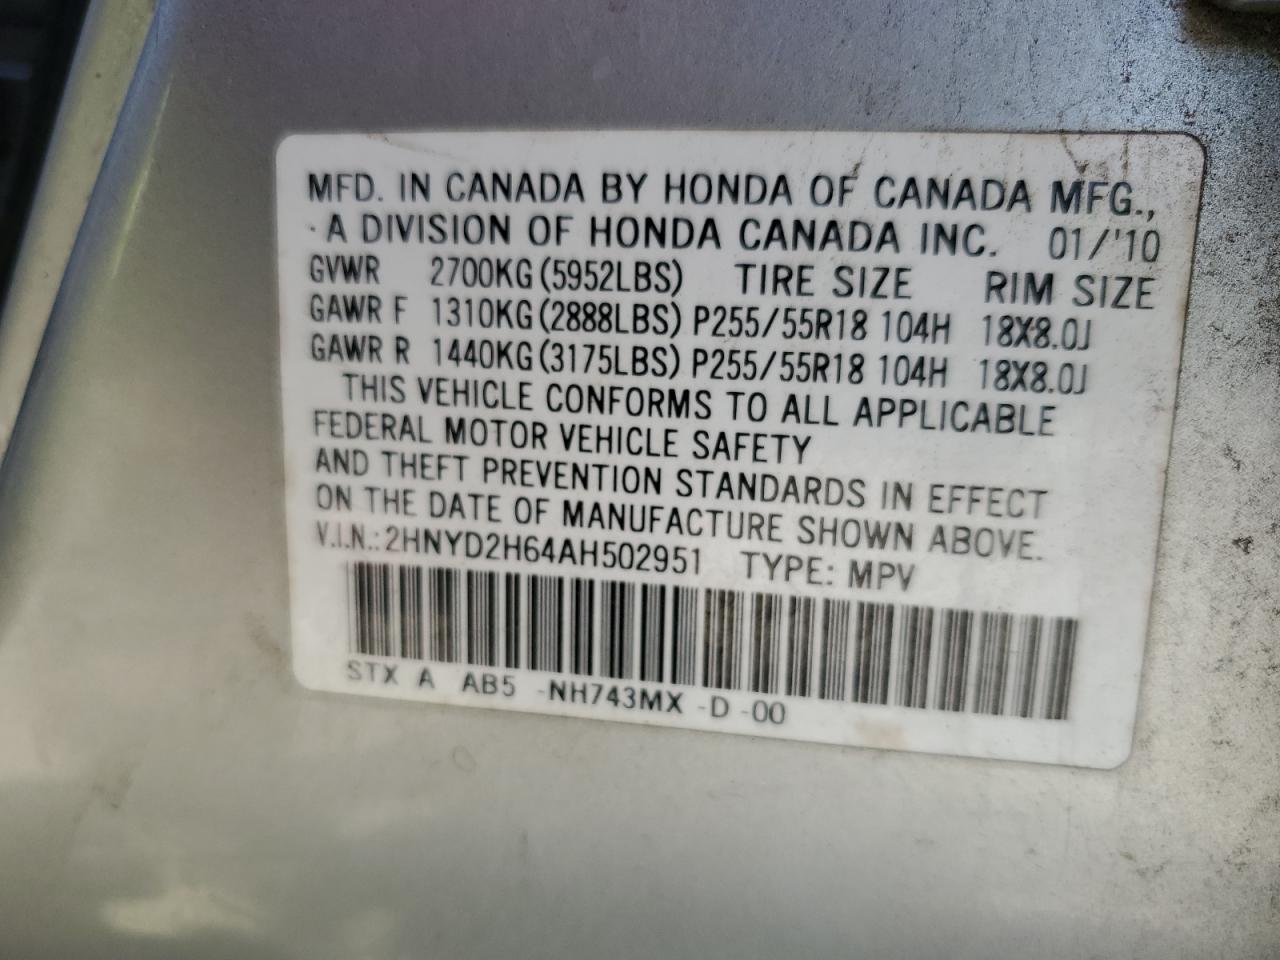 MFD. IN CANADA BY HONDA OF CANADA MFG.,
· A DIVISION OF HONDA CANADA INC. 01/'10
GVWR 2700KG (5952LBS) TIRE SIZE RIM SIZE
GAWR F 1310KG (2888LBS) P255/55R18 104H 18X8.0J
GAWR R 1440KG (3175LBS) P255/55R18 104H 18X8.0J
THIS VEHICLE CONFORMS TO ALL APPLICABLE
FEDERAL MOTOR VEHICLE SAFETY
AND THEFT PREVENTION STANDARDS IN EFFECT
ON THE DATE OF MANUFACTURE SHOWN ABOVE.
V.I.N.: 2HNYD2H64AH502951 TYPE: MPV
STX A AB5 -NH743MX -D -00